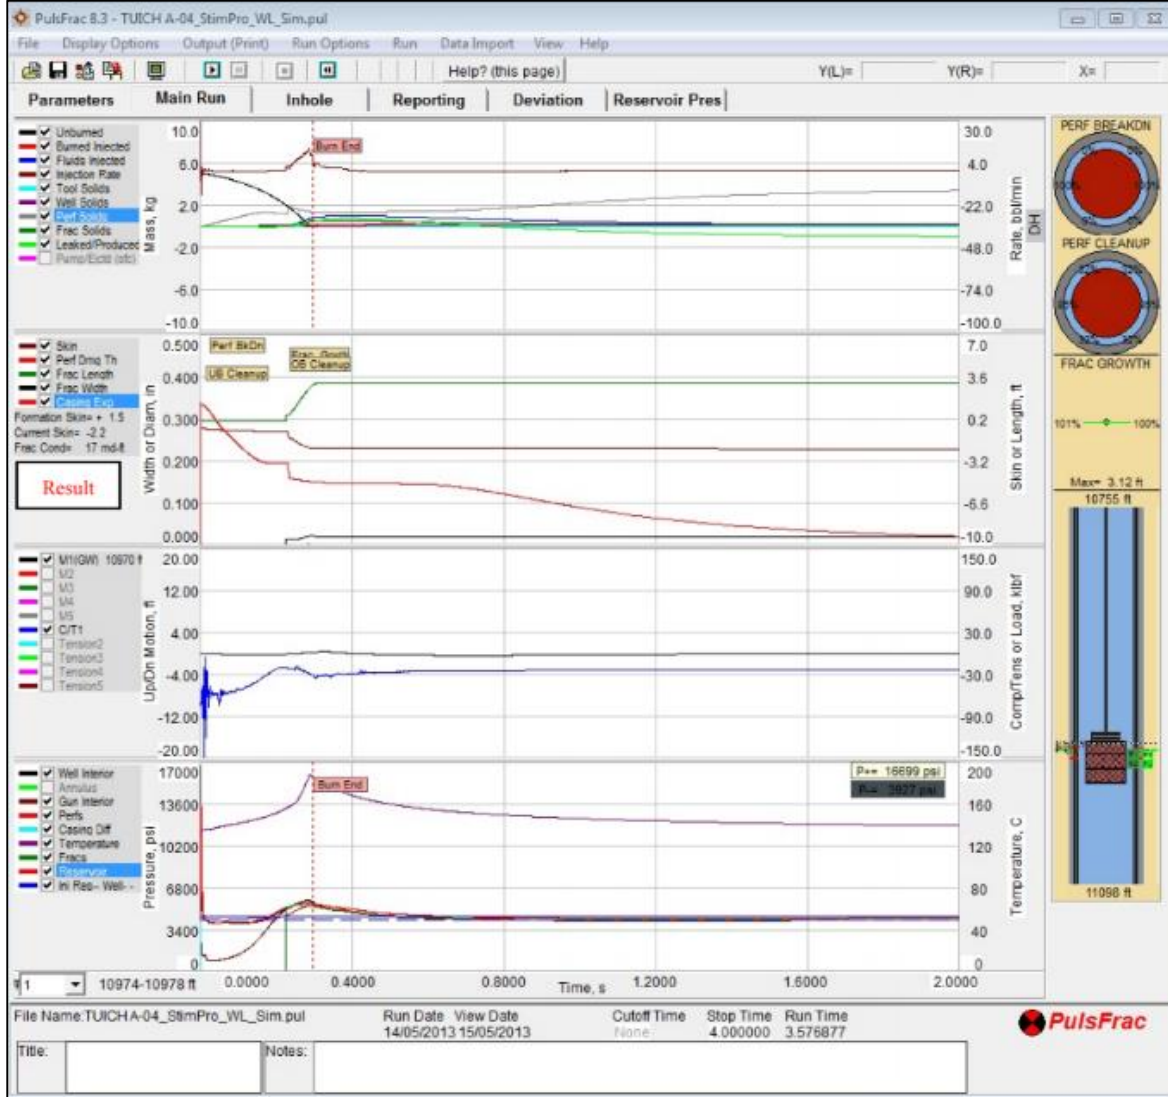 PulsFrac 8.3 - TUICH A-04_StimPro_WL_Sim.pul
File Display Options Output (Print) Run Options Run Data Import View Help
Help? (this page) Y(L)= Y(R)= X=
Parameters Main Run Inhole Reporting Deviation Reservoir Pres
Unburned
Burned Injected
Fluids Injected
Injection Rate
Tool Solids
Well Solids
Perf Solids
Frac Solids
Leaked/Produced
Mass, kg
10.0
6.0
2.0
-2.0
-6.0
-10.0
Burn End
30.0
4.0
-22.0
-48.0
-74.0
-100.0
Rate, bbl/min
DH
PERF BREAKDN
0% 0%
100% 100%
0% 0%
PERF CLEANUP
FRAC GROWTH
101% 100%
Max= 3.12 ft
10755 ft
11098 ft
Skin
Perf Dmg Th
Frac Length
Frac Width
Casing Exp
Formation Skin= + 1.5
Current Skin= -2.2
Frac Cond= 17 md-ft
Result
Width or Diam, in
0.500
0.400
0.300
0.200
0.100
0.000
Perf BkDn
UB Cleanup
Frac. Growth
OB Cleanup
7.0
3.6
0.2
-3.2
-6.6
-10.0
Skin or Length, ft
M1(GW) 10970 ft
M2
M3
M4
M5
C/T1
Tension2
Tension3
Tension4
Tension5
Up/Dn Motion, ft
20.00
12.00
4.00
-4.00
-12.00
-20.00
150.0
90.0
30.0
-30.0
-90.0
-150.0
Comp/Tens or Load, klbf
Well Interior
Annulus
Gun Interior
Perfs
Casing Diff
Temperature
Fracs
Reservoir
Ini Res-- Well- -
Pressure, psi
17000
13600
10200
6800
3400
0
Burn End
P+= 16699 psi
P-= 3927 psi
200
160
120
80
40
0
Temperature, C
1 10974-10978 ft 0.0000 0.4000 0.8000 Time, s 1.2000 1.6000 2.0000
File Name:TUICH A-04_StimPro_WL_Sim.pul Run Date View Date Cutoff Time Stop Time Run Time
14/05/2013 15/05/2013 None 4.000000 3.576877
PulsFrac
Title: Notes: